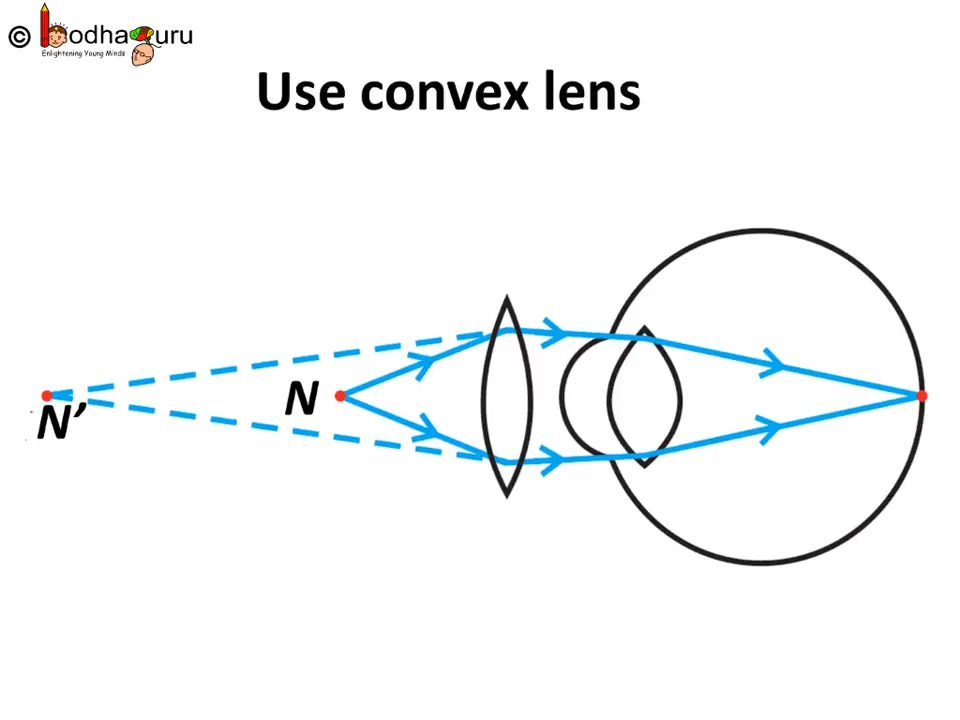 © BodhaGuru
Enlightening Young Minds
Use convex lens
N
N’